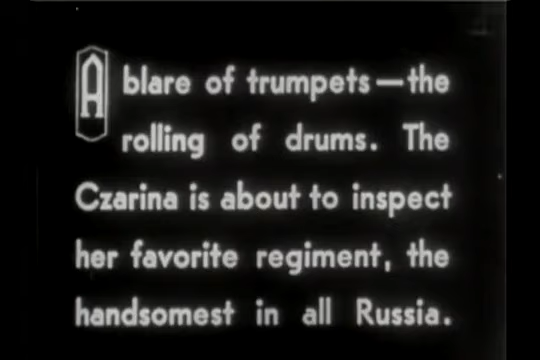 A blare of trumpets—the
rolling of drums. The
Czarina is about to inspect
her favorite regiment, the
handsomest in all Russia.